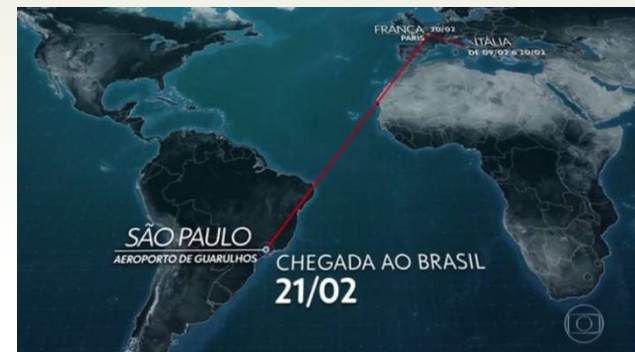 FRANÇA 20/02
PARIS
ITÁLIA
DE 09/02 A 20/02
SÃO PAULO
AEROPORTO DE GUARULHOS
CHEGADA AO BRASIL
21/02